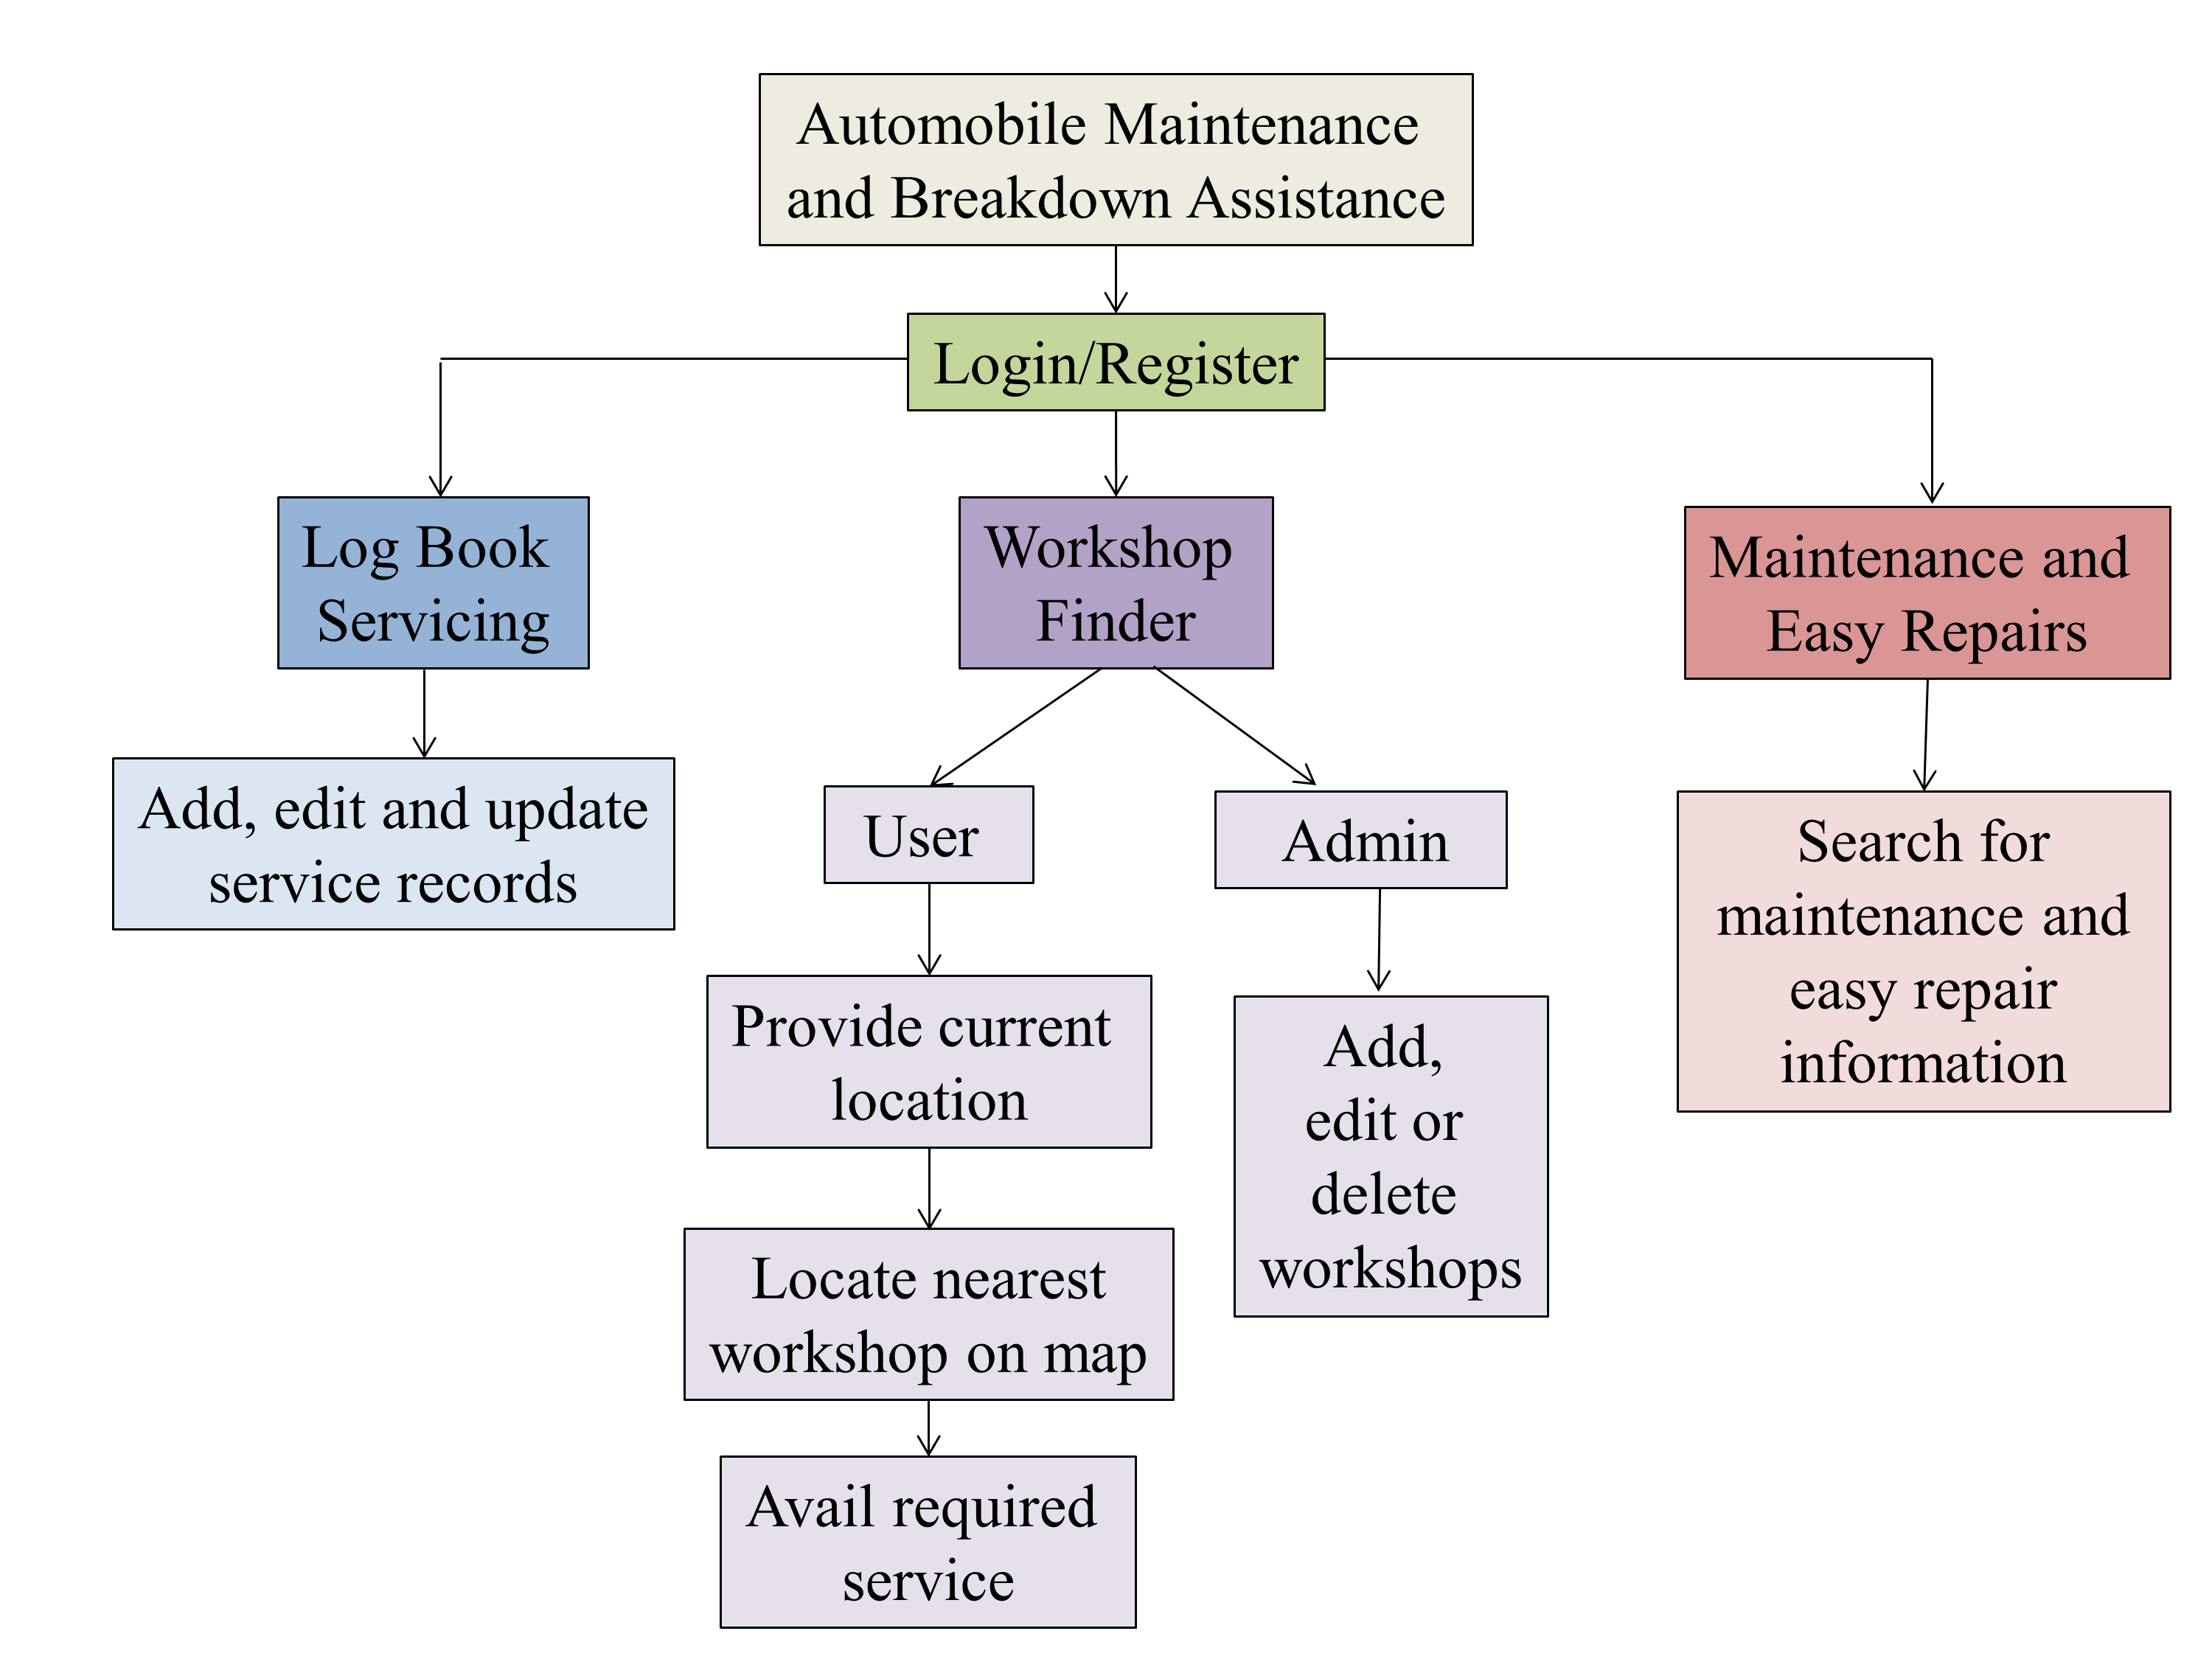 Automobile Maintenance
and Breakdown Assistance
Login/Register
Log Book
Servicing
Workshop
Finder
Maintenance and
Easy Repairs
Add, edit and update
service records
User
Admin
Search for
maintenance and
easy repair
information
Provide current
location
Add,
edit or
delete
workshops
Locate nearest
workshop on map
Avail required
service